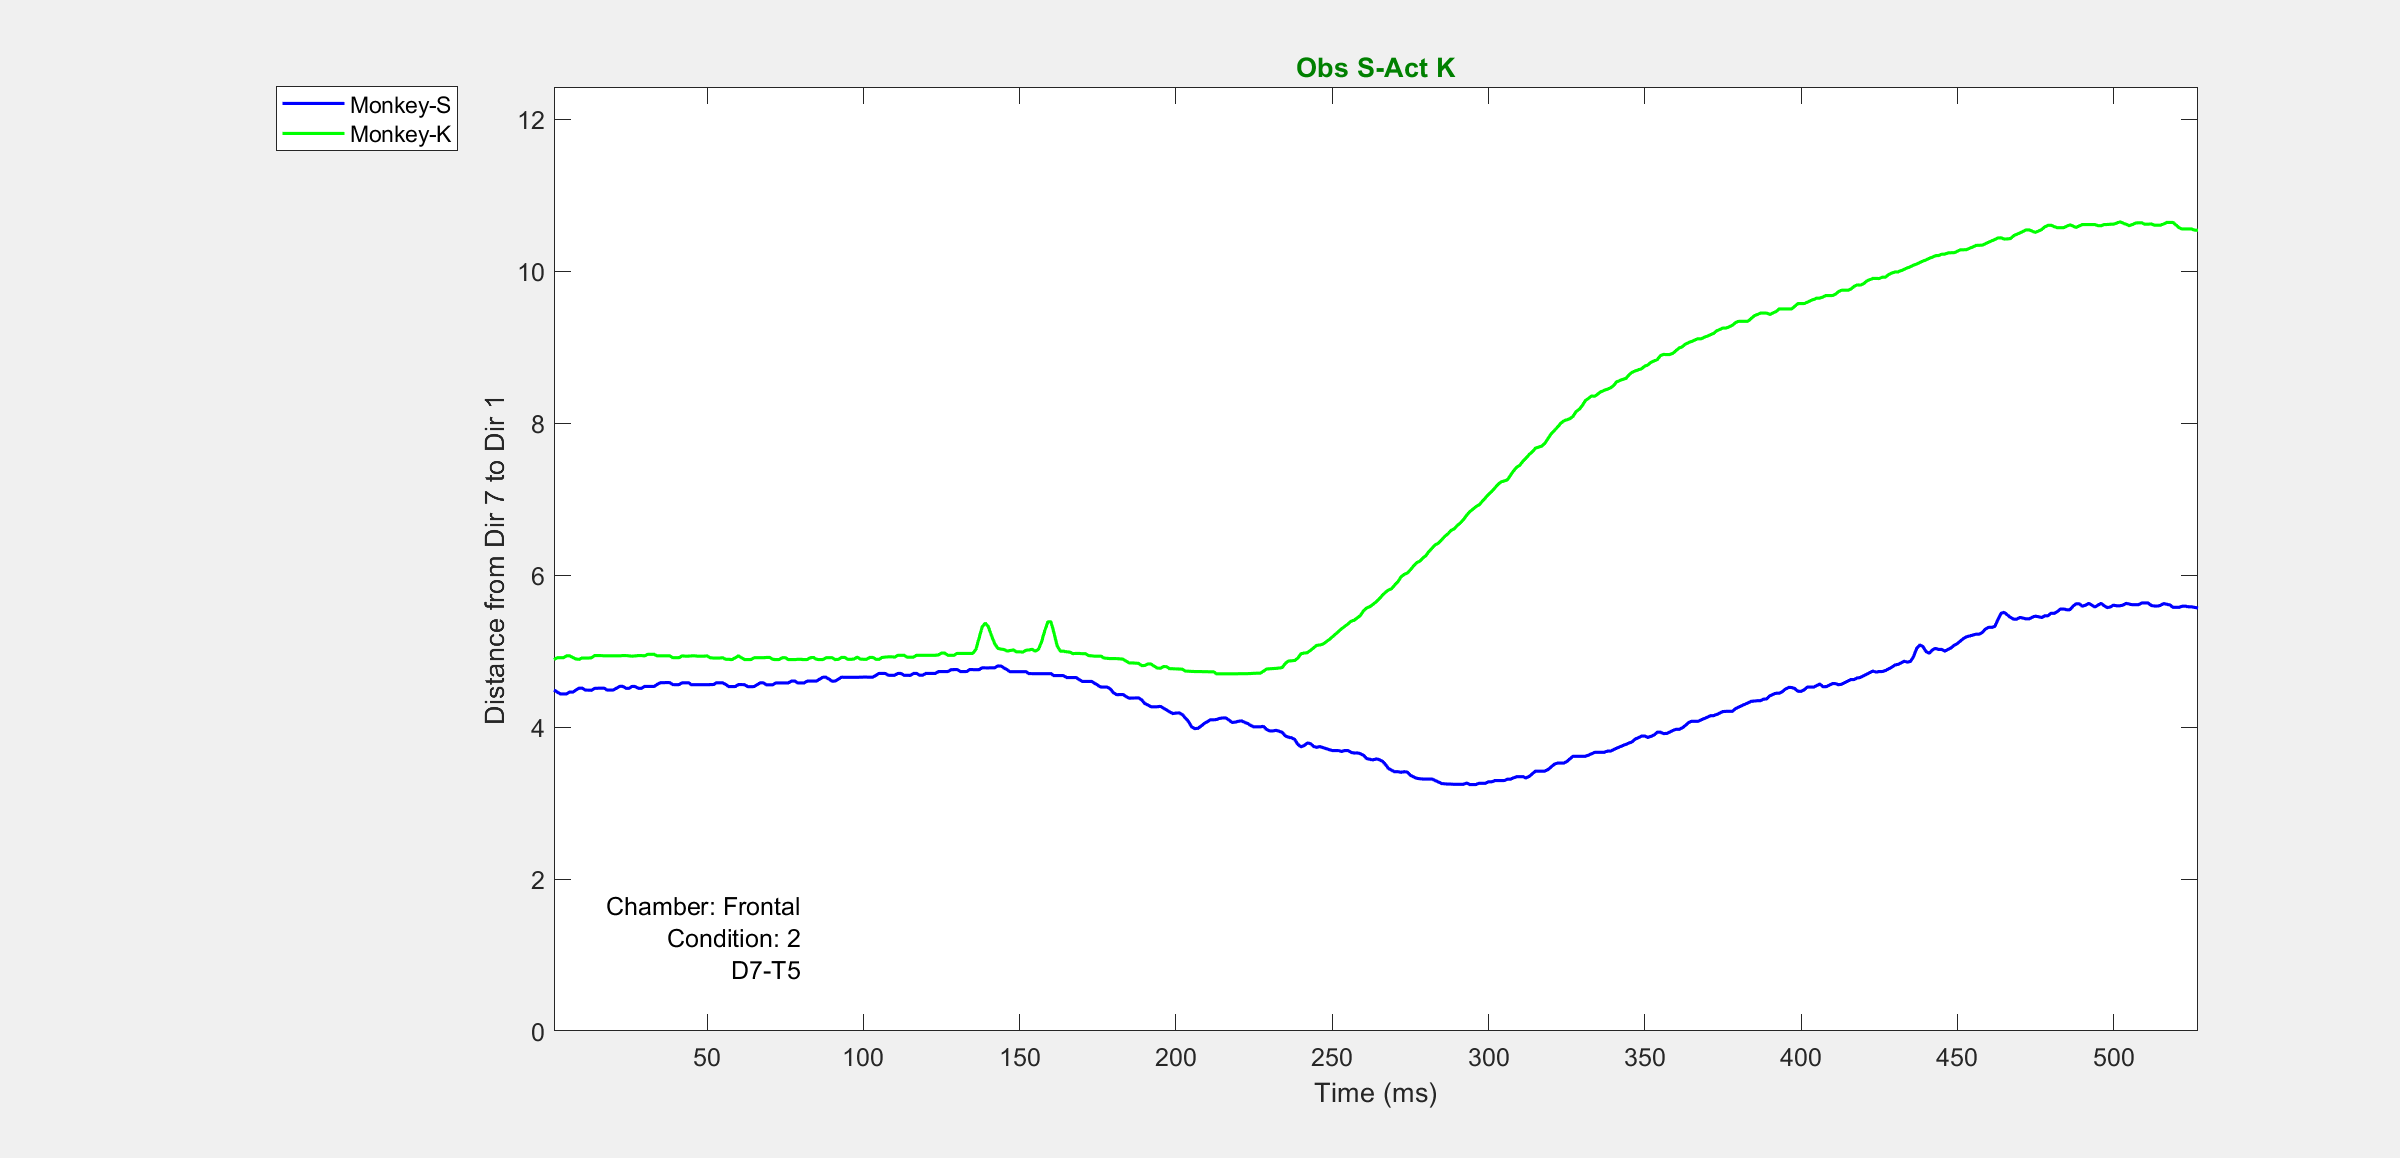 Obs S-Act K
Monkey-S
Monkey-K
12
10
8
6
4
2
0
Distance from Dir 7 to Dir 1
Chamber: Frontal
Condition: 2
D7-T5
50 100 150 200 250 300 350 400 450 500
Time (ms)